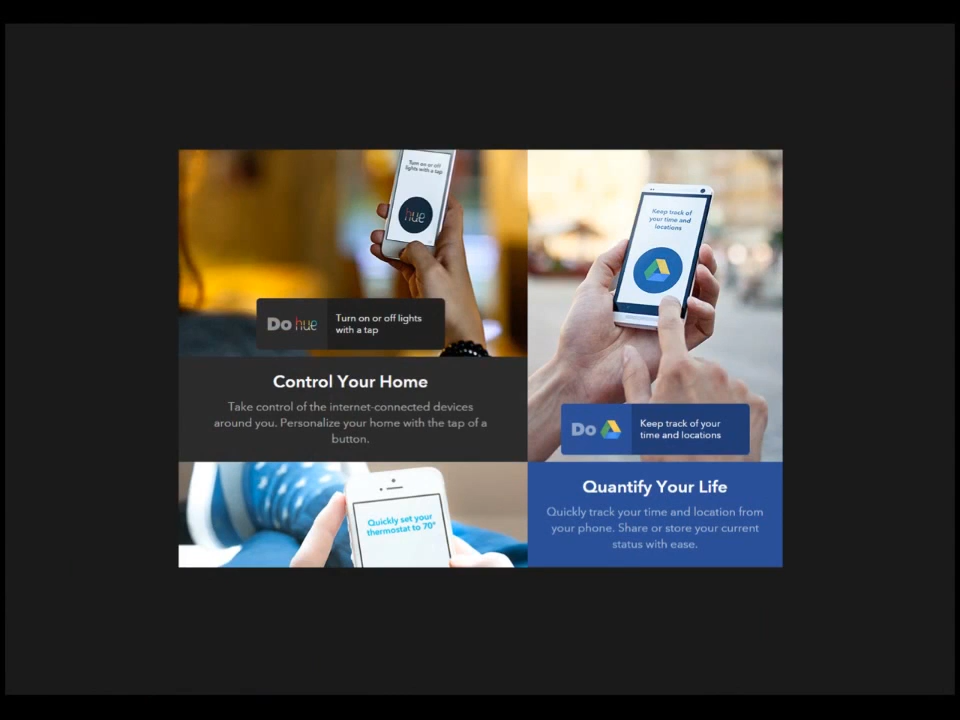 Turn on or off
lights with a tap.
hue
Do hue
Turn on or off lights
with a tap
Control Your Home
Take control of the internet-connected devices
around you. Personalize your home with the tap of a
button.
Quickly set your
thermostat to 70°
Keep track of
your time and
locations
Do
Keep track of your
time and locations
Quantify Your Life
Quickly track your time and location from
your phone. Share or store your current
status with ease.